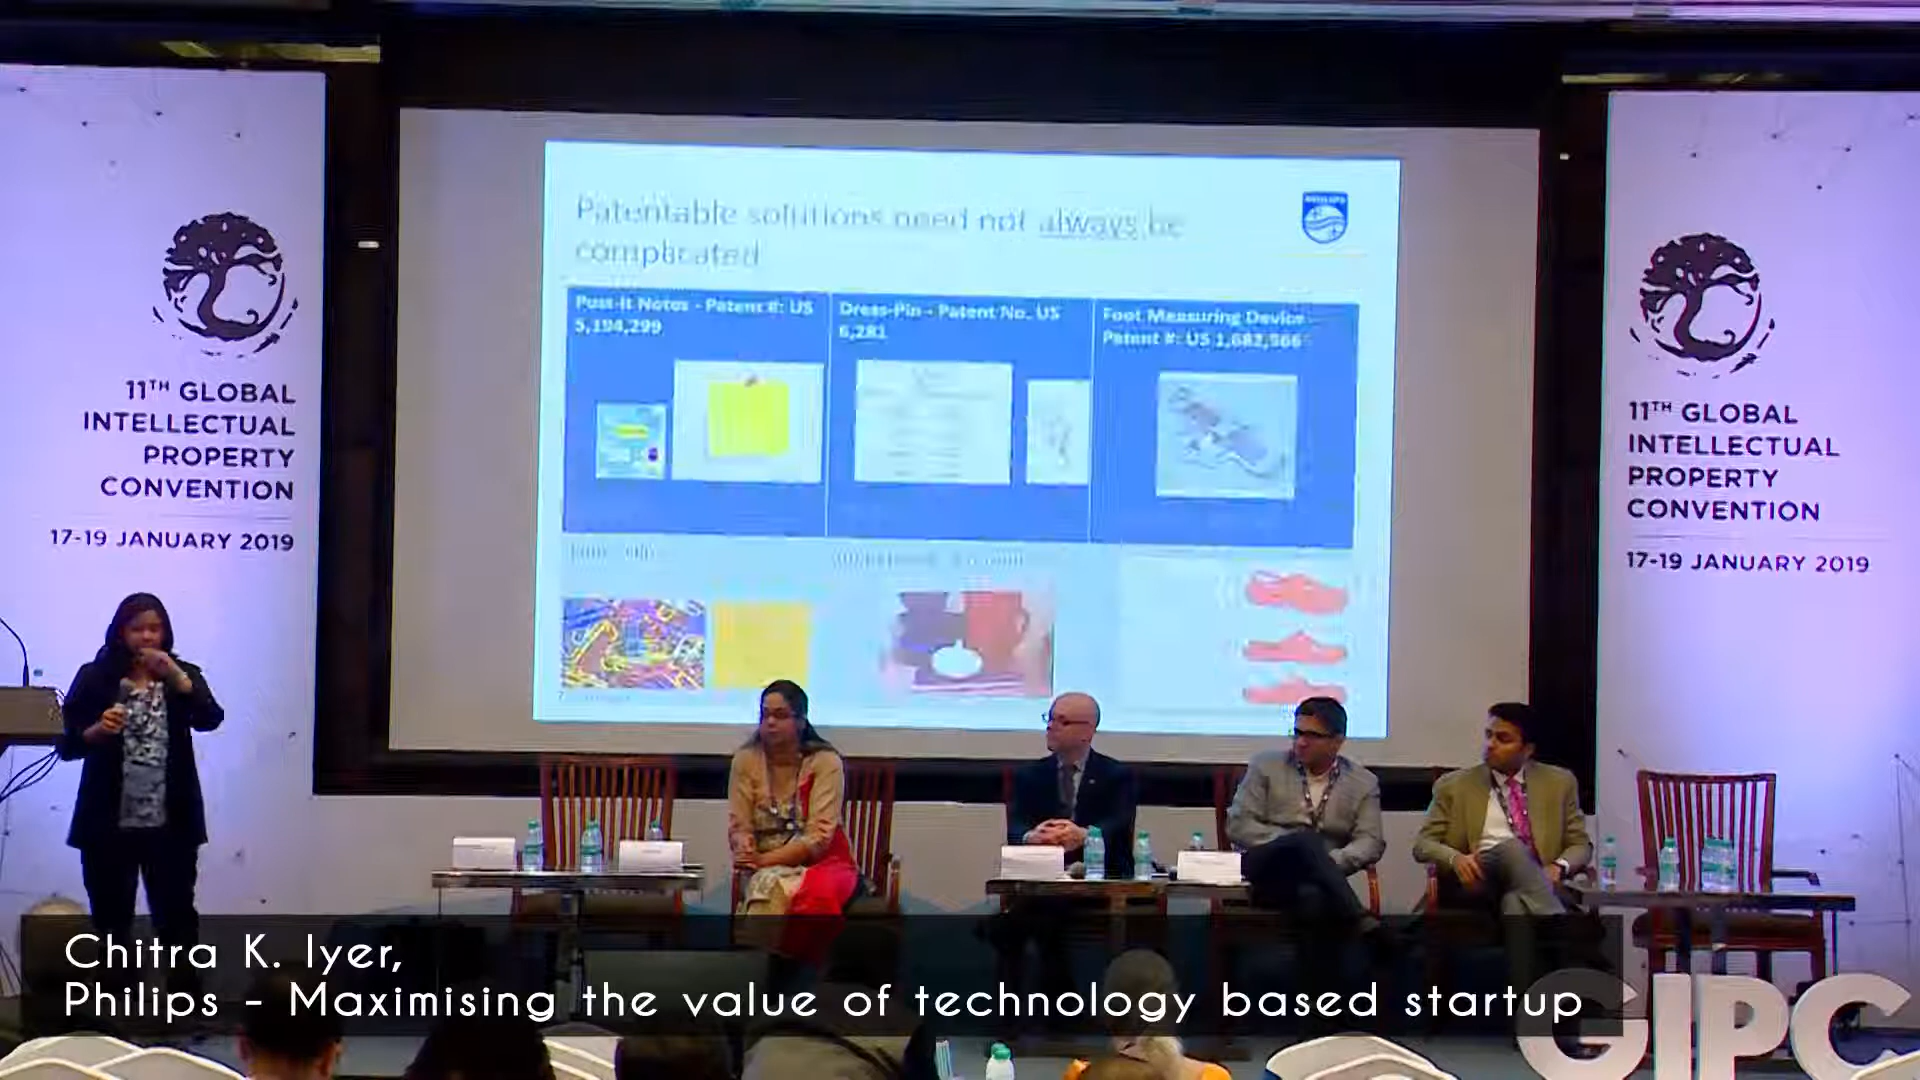 Patentable solutions need not always be
complicated
Post-it Notes - Patent #: US
5,194,299
Dress-Pin - Patent No. US
6,281
Foot Measuring Device -
Patent #: US 1,682,366
PHILIPS
11TH GLOBAL
INTELLECTUAL
PROPERTY
CONVENTION
17-19 JANUARY 2019
11TH GLOBAL
INTELLECTUAL
PROPERTY
CONVENTION
17-19 JANUARY 2019
Chitra K. Iyer,
Philips - Maximising the value of technology based startup
GIPC